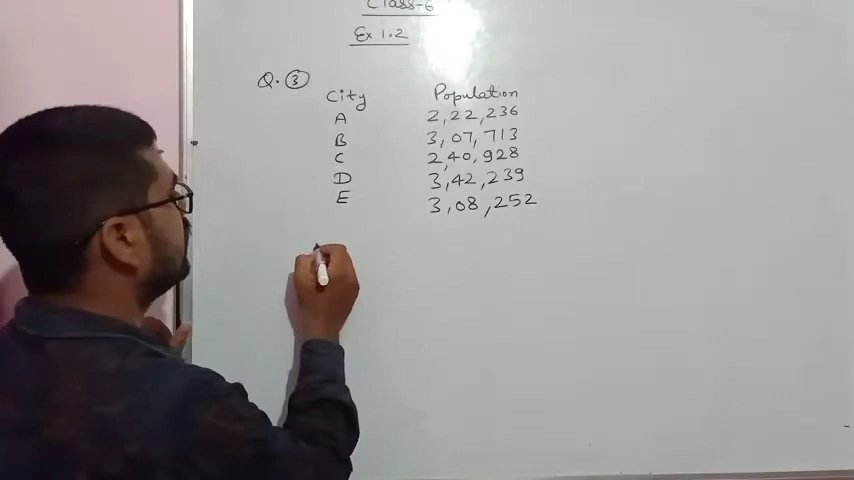 Class-6
Ex 1.2
Q. 3
City Population
A 2,22,236
B 3,07,713
C 2,40,928
D 3,42,239
E 3,08,252